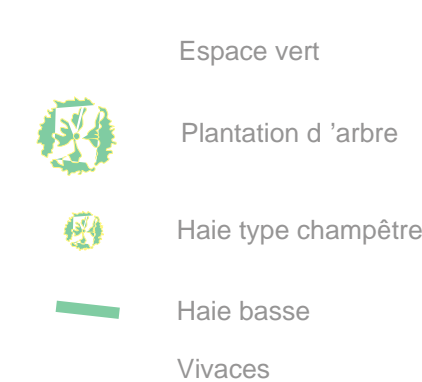 Espace vert
Plantation d ’arbre
Haie type champêtre
Haie basse
Vivaces